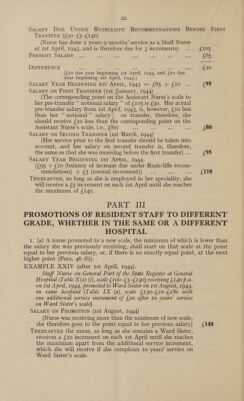 20
SALARY DUE UNDER RUSHCLIFFE RECOMMENDATIONS BEFORE FIRST
TRANSFER (£90-£5-£140)
(Nurse has done 2 years 9 months' service as a Staff Nurse
at 1st April, 1943, and is therefore due for 3 increments) ... £105
PRESENT SALARY ... ... ... ... ... £85
DIFFERENCE ... ... ... ... ... £20
(£10 due year beginning 1st April, 1943, and £10 due
year beginning 1st April, 1944.)
SALARY YEAR BEGINNING 1ST APRIL, 1943 = £85 + £10 ... £95
SALARY ON FIRST TRANSFER (1st January, 1944)
(The corresponding point on the Assistant Nurse's scale to
her pre-transfer "notional salary" of £105 is £90. Her actual
pre-transfer salary from 1st April, 1943, is, however, £10 less
than her "notional" salary; on transfer, therefore, she
should receive £10 less than the corresponding point on the
Assistant Nurse's scale, i.e., £80) ... ... ... £80
SALARY ON SECOND TRANSFER (1st March, 1944)
(Her service prior to the first transfer should be taken into
account, and her salary on second transfer is, therefore,
the same as that she was receiving before the first transfer) ... £95
SALARY YEAR BEGINNING 1ST APRIL, 1944.
(£95 + £10 (balance of increase due under Rushcliffe recom-
mendations) + £5 (normal increment)) ... ... £110
THEREAFTER, so long as she is employed in her speciality, she
will receive a £5 increment on each 1st April until she reaches
the maximum of £140.
PART III
PROMOTIONS OF RESIDENT STAFF TO DIFFERENT
GRADE, WHETHER IN THE SAME OR A DIFFERENT
HOSPITAL
1. (a) A nurse promoted to a new scale, the minimum of which is lower than
the salary she was previously receiving, shall start on that scale at the point
equal to her previous salary, or, if there is no exactly equal point, at the next
higher point (Para. 46 (6)).
EXAMPLE XXIV (after 1st April, 1944).
Staff Nurse on General Part of the State Register at General
Hospital (Table X (a) (i), scale £100-£5-£140) receiving £140 p.a.
on 1st April, 1944, promoted to Ward Sister on 1st August, 1944,
in same hospital (Table IX (a), scale £130-£10-£180 with
one additional service increment of £20 after 10 years' service
on Ward Sister's scale).
SALARY ON PROMOTION (1st August, 1944)
(Nurse was receiving more than the minimum of new scale,
she therefore goes to the point equal to her previous salary) £140
THEREAFTER the nurse, so long as she remains a Ward Sister,
receives a £10 increment on each 1st April until she reaches
the maximum apart from the additional service increment,
which she will receive if she completes 10 years' service on
Ward Sister's scale.